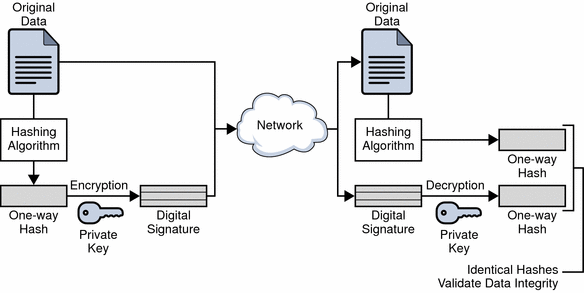 Original
Data
Hashing
Algorithm
One-way
Hash
Encryption
Private
Key
Digital
Signature
Network
Original
Data
Hashing
Algorithm
One-way
Hash
Digital
Signature
Decryption
Private
Key
One-way
Hash
Identical Hashes
Validate Data Integrity